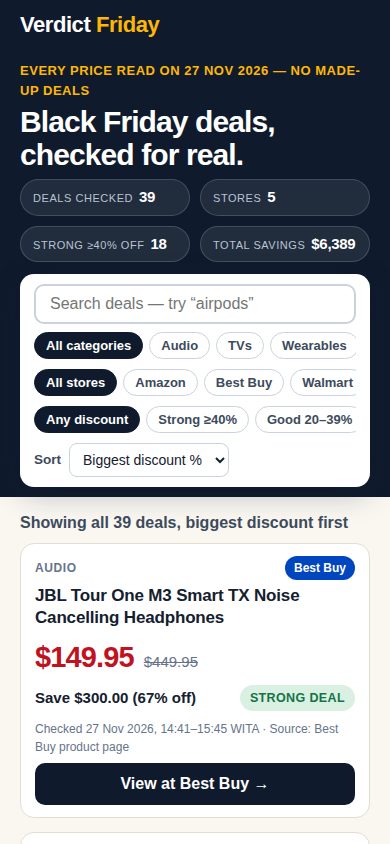 Verdict Friday
EVERY PRICE READ ON 27 NOV 2026 — NO MADE-
UP DEALS
Black Friday deals,
checked for real.
DEALS CHECKED 39
STORES 5
STRONG ≥40% OFF 18
TOTAL SAVINGS $6,389
Search deals — try “airpods”
All categories Audio TVs Wearables
All stores Amazon Best Buy Walmart
Any discount Strong ≥40% Good 20–39%
Sort Biggest discount %
Showing all 39 deals, biggest discount first
AUDIO Best Buy
JBL Tour One M3 Smart TX Noise
Cancelling Headphones
$149.95 $449.95
Save $300.00 (67% off) STRONG DEAL
Checked 27 Nov 2026, 14:41–15:45 WITA · Source: Best
Buy product page
View at Best Buy →